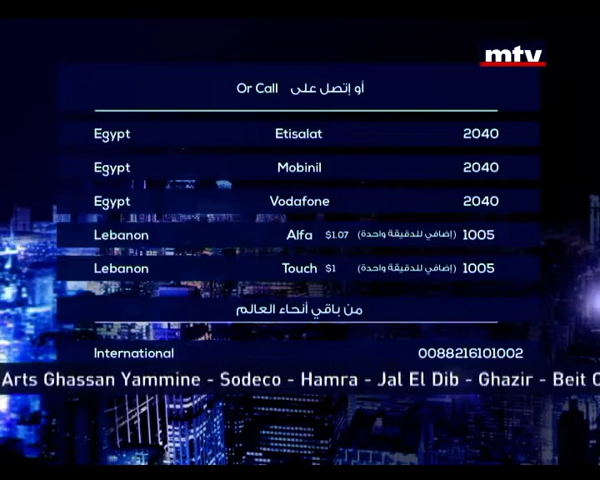 mtv
Or Call أو إتصل على
Egypt Etisalat 2040
Egypt Mobinil 2040
Egypt Vodafone 2040
Lebanon Alfa $1.07 (إضافي للدقيقة واحدة) 1005
Lebanon Touch $1 (إضافي للدقيقة واحدة) 1005
من باقي أنحاء العالم
International 0088216101002
Arts Ghassan Yammine - Sodeco - Hamra - Jal El Dib - Ghazir - Beit